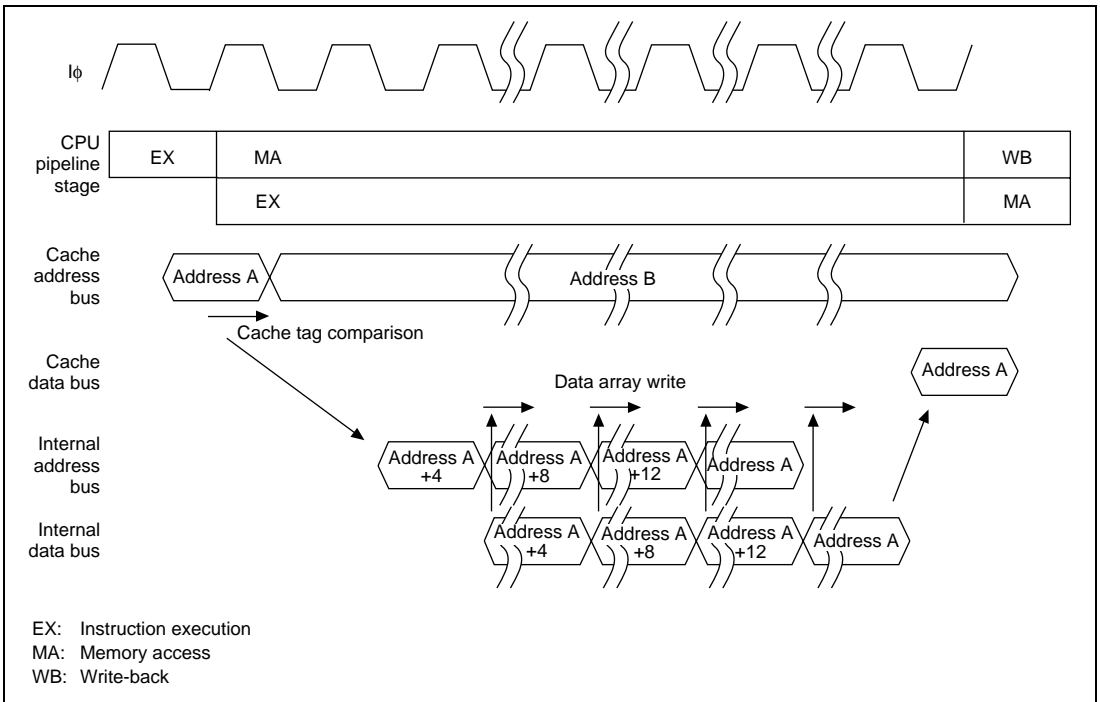 Iϕ
CPU
pipeline
stage
EX
MA
WB
EX
MA
Cache
address
bus
Address A
Address B
Cache tag comparison
Cache
data bus
Address A
Data array write
Internal
address
bus
Address A
+4
Address A
+8
Address A
+12
Address A
Internal
data bus
Address A
+4
Address A
+8
Address A
+12
Address A
EX: Instruction execution
MA: Memory access
WB: Write-back